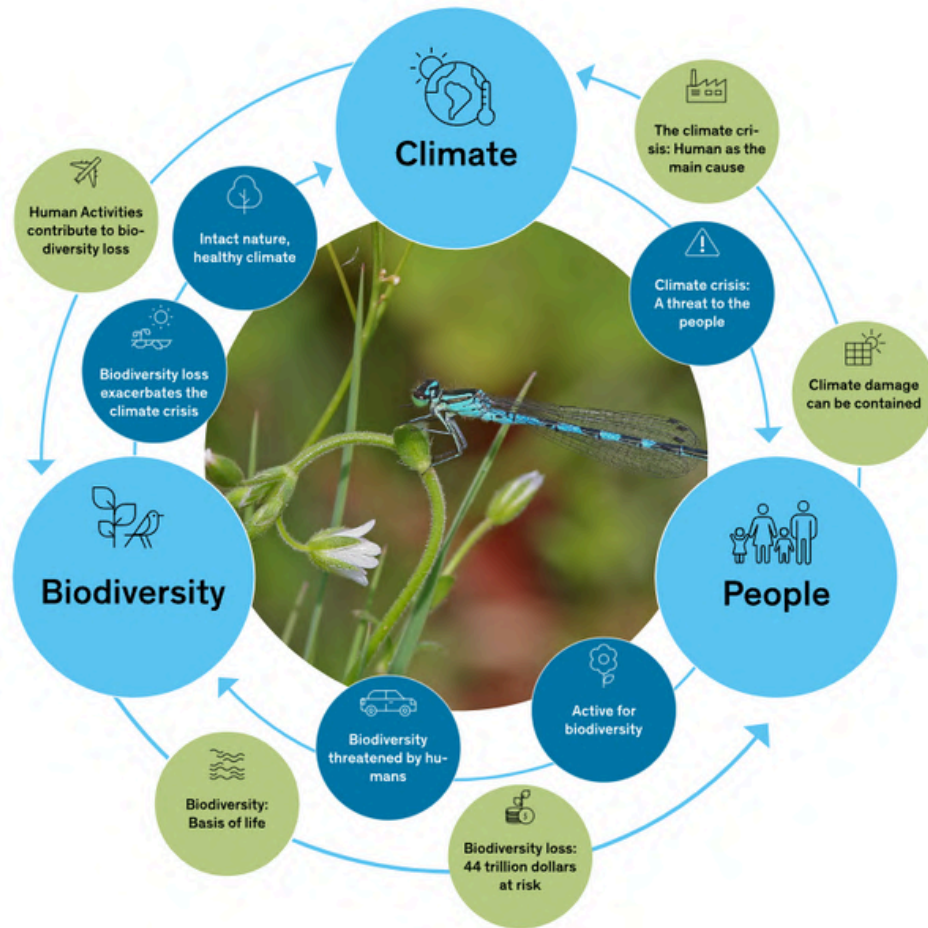 Climate
The climate cri-
sis: Human as the
main cause
Human Activities
contribute to bio-
diversity loss
Intact nature,
healthy climate
Climate crisis:
A threat to the
people
Biodiversity loss
exacerbates the
climate crisis
Climate damage
can be contained
Biodiversity
People
Active for
biodiversity
Biodiversity
threatened by hu-
mans
Biodiversity:
Basis of life
$
Biodiversity loss:
44 trillion dollars
at risk